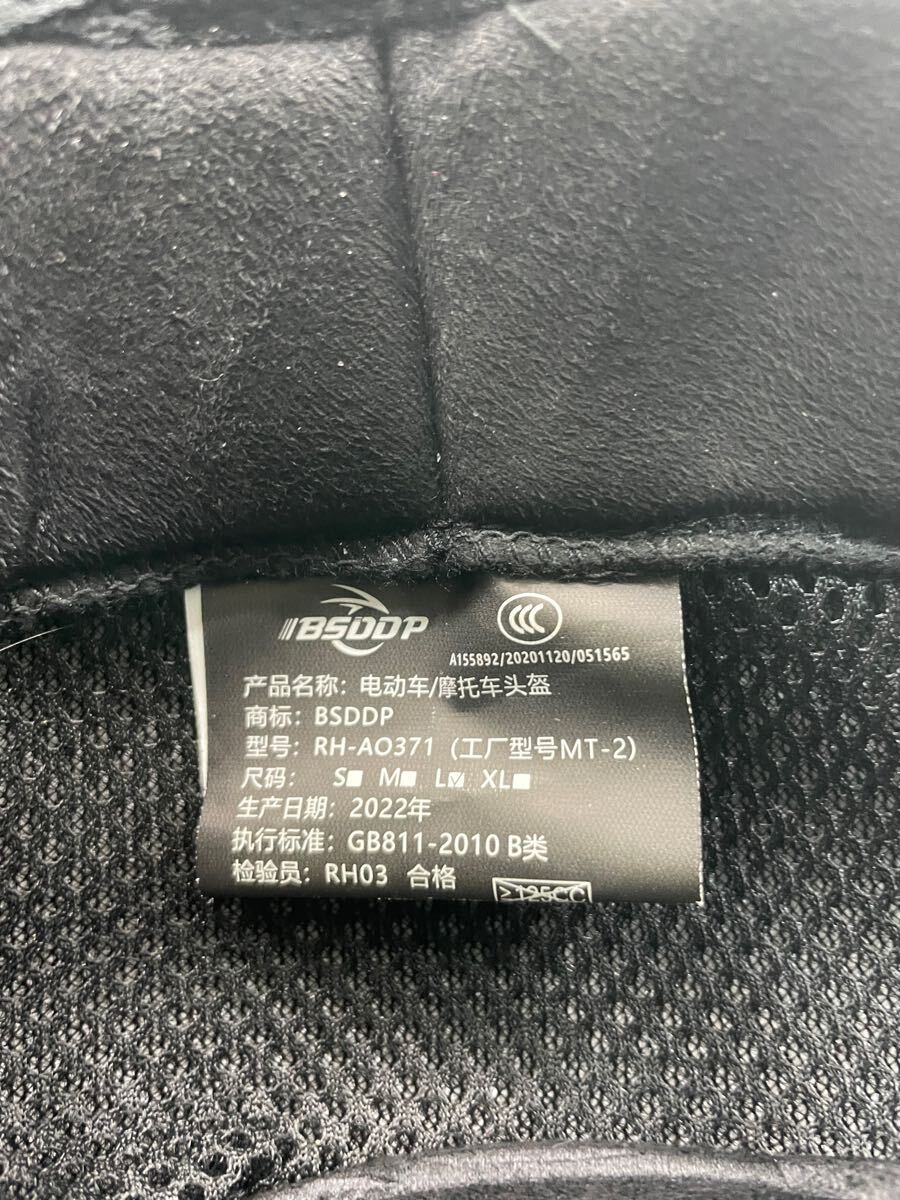 BSDDP
CCC
A155892/20201120/051565
产品名称：电动车/摩托车头盔
商标：BSDDP
型号：RH-AO371 (工厂型号MT-2)
尺码： S■ M■ L☑ XL■
生产日期：2022年
执行标准：GB811-2010 B类
检验员：RH03 合格